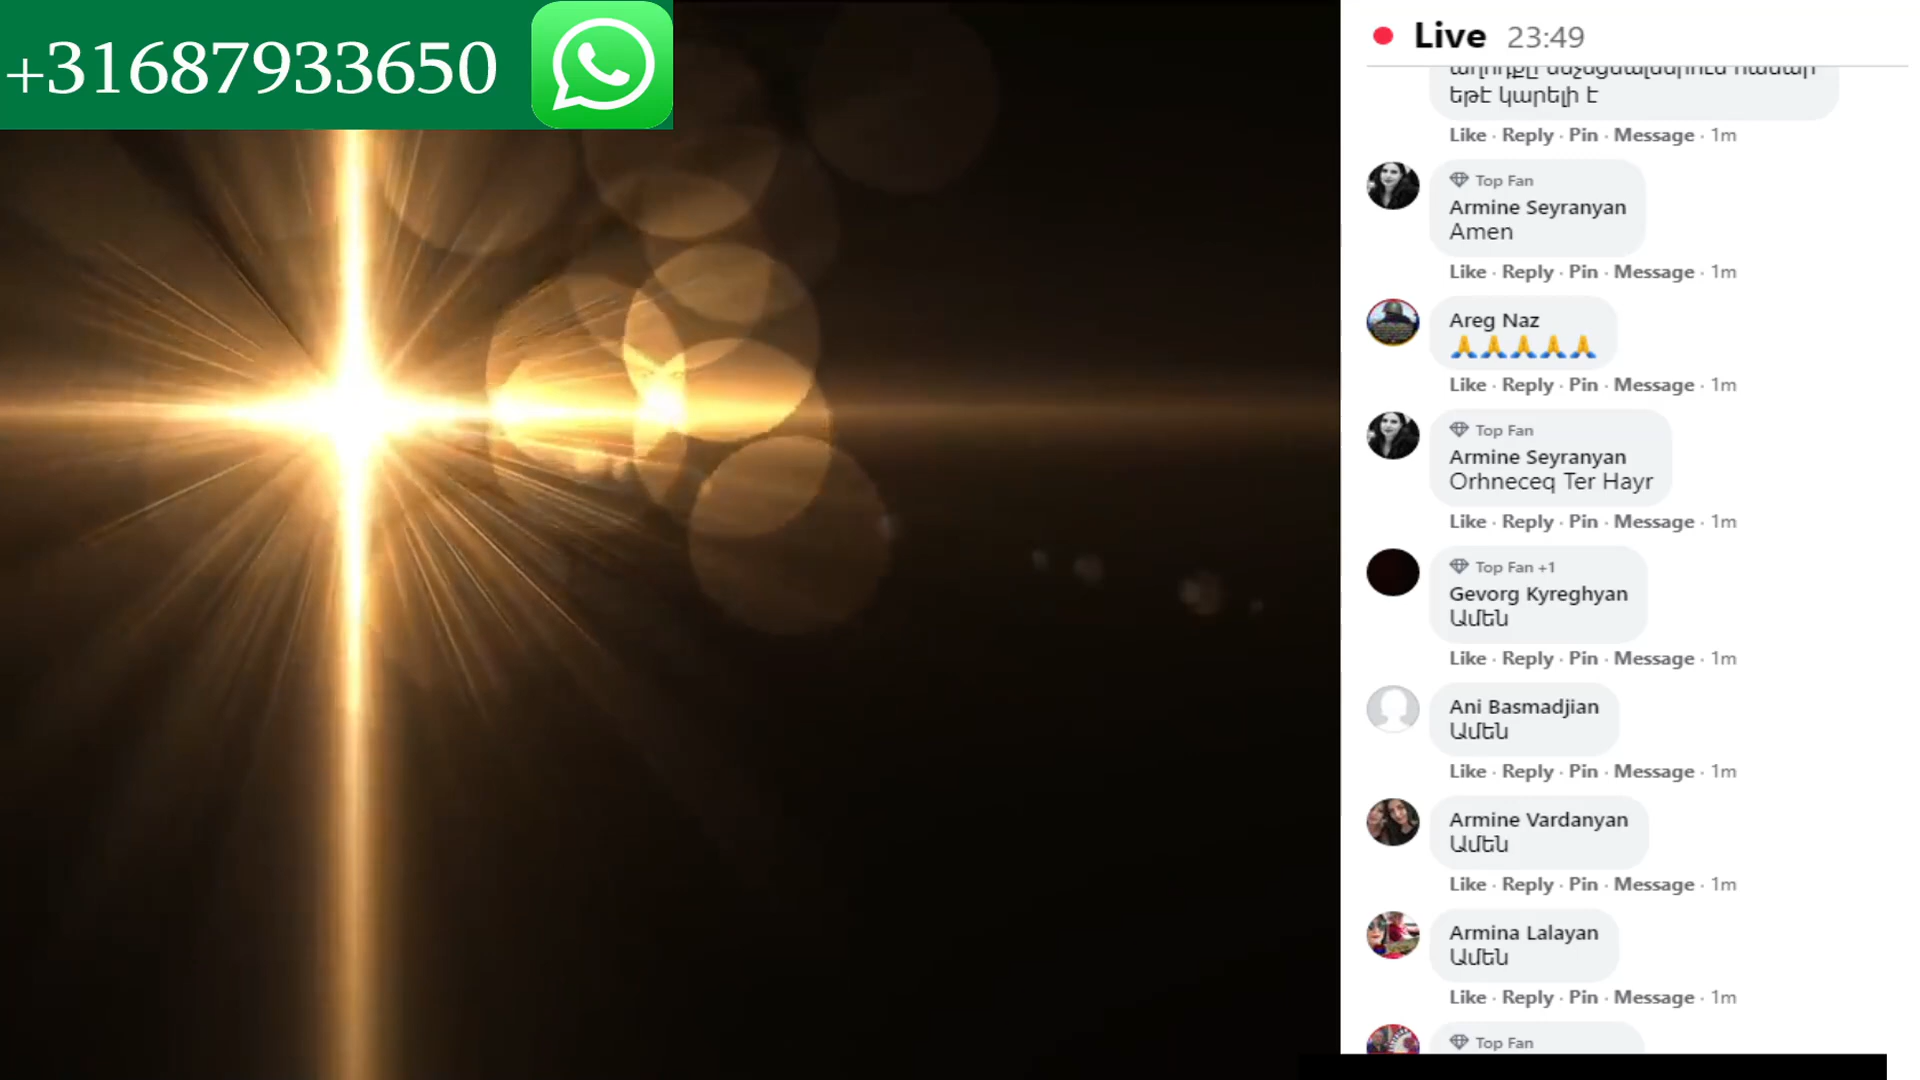 +31687933650
Live 23:49
եթէ կարելի է
Like · Reply · Pin · Message · 1m
Top Fan
Armine Seyranyan
Amen
Like · Reply · Pin · Message · 1m
Areg Naz
🙏🙏🙏🙏🙏
Like · Reply · Pin · Message · 1m
Top Fan
Armine Seyranyan
Orhneceq Ter Hayr
Like · Reply · Pin · Message · 1m
Top Fan +1
Gevorg Kyreghyan
Ամեն
Like · Reply · Pin · Message · 1m
Ani Basmadjian
Ամեն
Like · Reply · Pin · Message · 1m
Armine Vardanyan
Ամեն
Like · Reply · Pin · Message · 1m
Armina Lalayan
Ամեն
Like · Reply · Pin · Message · 1m
Top Fan